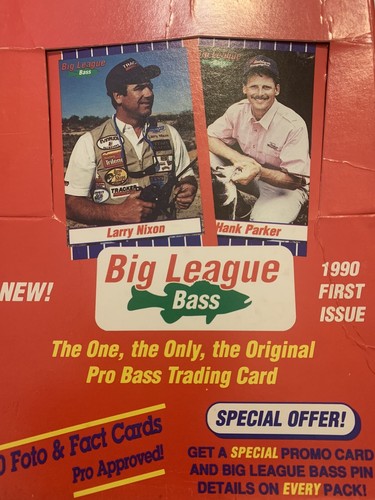 Big League
Bass
Larry Nixon
Hank Parker
TRACKER
Big League
Bass
NEW!
1990
FIRST
ISSUE
The One, the Only, the Original
Pro Bass Trading Card
0 Foto & Fact Cards
Pro Approved!
SPECIAL OFFER!
GET A SPECIAL PROMO CARD
AND BIG LEAGUE BASS PIN
DETAILS ON EVERY PACK!